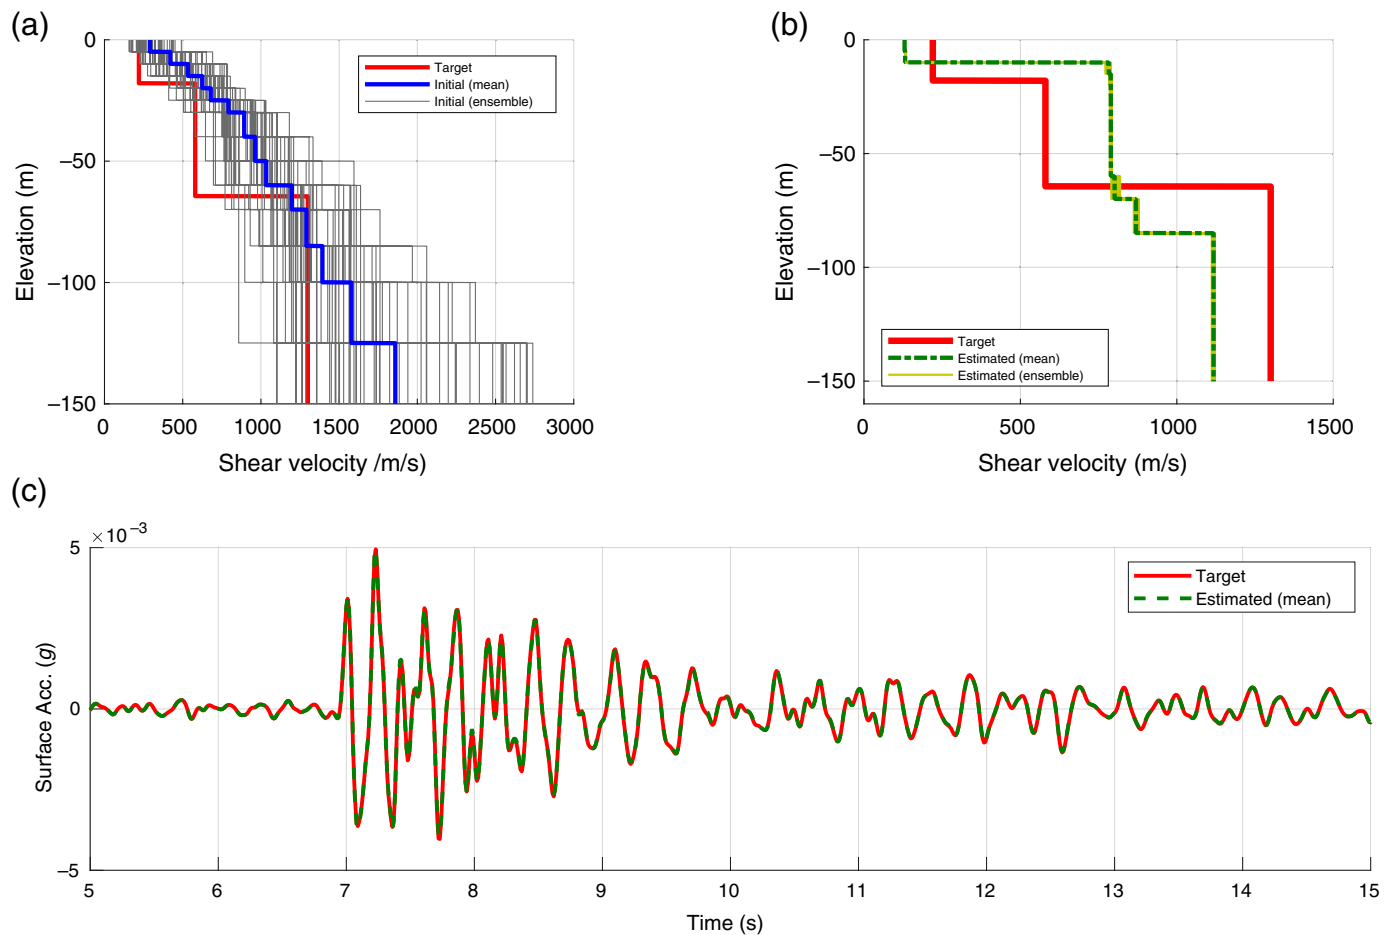 (a)
0
−50
−100
−150
Elevation (m)
Target
Initial (mean)
Initial (ensemble)
0 500 1000 1500 2000 2500 3000
Shear velocity /m/s)
(b)
0
−50
−100
−150
Elevation (m)
Target
Estimated (mean)
Estimated (ensemble)
0 500 1000 1500
Shear velocity (m/s)
(c)
×10⁻³
5
0
−5
Surface Acc. (g)
Target
Estimated (mean)
5 6 7 8 9 10 11 12 13 14 15
Time (s)